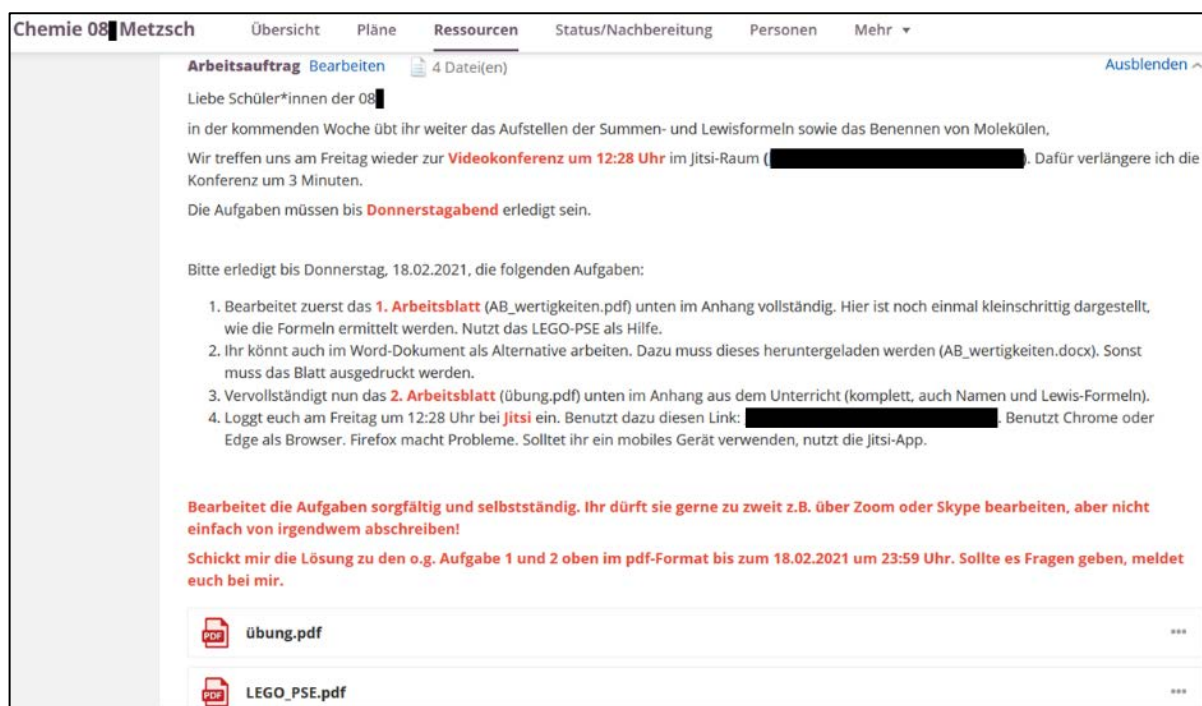 Chemie 08 Metzsch Übersicht Pläne Ressourcen Status/Nachbereitung Personen Mehr
Arbeitsauftrag Bearbeiten 4 Datei(en) Ausblenden
Liebe Schüler*innen der 08
in der kommenden Woche übt ihr weiter das Aufstellen der Summen- und Lewisformeln sowie das Benennen von Molekülen,
Wir treffen uns am Freitag wieder zur Videokonferenz um 12:28 Uhr im Jitsi-Raum ( ). Dafür verlängere ich die
Konferenz um 3 Minuten.
Die Aufgaben müssen bis Donnerstagabend erledigt sein.
Bitte erledigt bis Donnerstag, 18.02.2021, die folgenden Aufgaben:
1. Bearbeitet zuerst das 1. Arbeitsblatt (AB_wertigkeiten.pdf) unten im Anhang vollständig. Hier ist noch einmal kleinschrittig dargestellt,
wie die Formeln ermittelt werden. Nutzt das LEGO-PSE als Hilfe.
2. Ihr könnt auch im Word-Dokument als Alternative arbeiten. Dazu muss dieses heruntergeladen werden (AB_wertigkeiten.docx). Sonst
muss das Blatt ausgedruckt werden.
3. Vervollständigt nun das 2. Arbeitsblatt (übung.pdf) unten im Anhang aus dem Unterricht (komplett, auch Namen und Lewis-Formeln).
4. Loggt euch am Freitag um 12:28 Uhr bei Jitsi ein. Benutzt dazu diesen Link: . Benutzt Chrome oder
Edge als Browser. Firefox macht Probleme. Solltet ihr ein mobiles Gerät verwenden, nutzt die Jitsi-App.
Bearbeitet die Aufgaben sorgfältig und selbstständig. Ihr dürft sie gerne zu zweit z.B. über Zoom oder Skype bearbeiten, aber nicht
einfach von irgendwem abschreiben!
Schickt mir die Lösung zu den o.g. Aufgabe 1 und 2 oben im pdf-Format bis zum 18.02.2021 um 23:59 Uhr. Sollte es Fragen geben, meldet
euch bei mir.
PDF übung.pdf
PDF LEGO_PSE.pdf